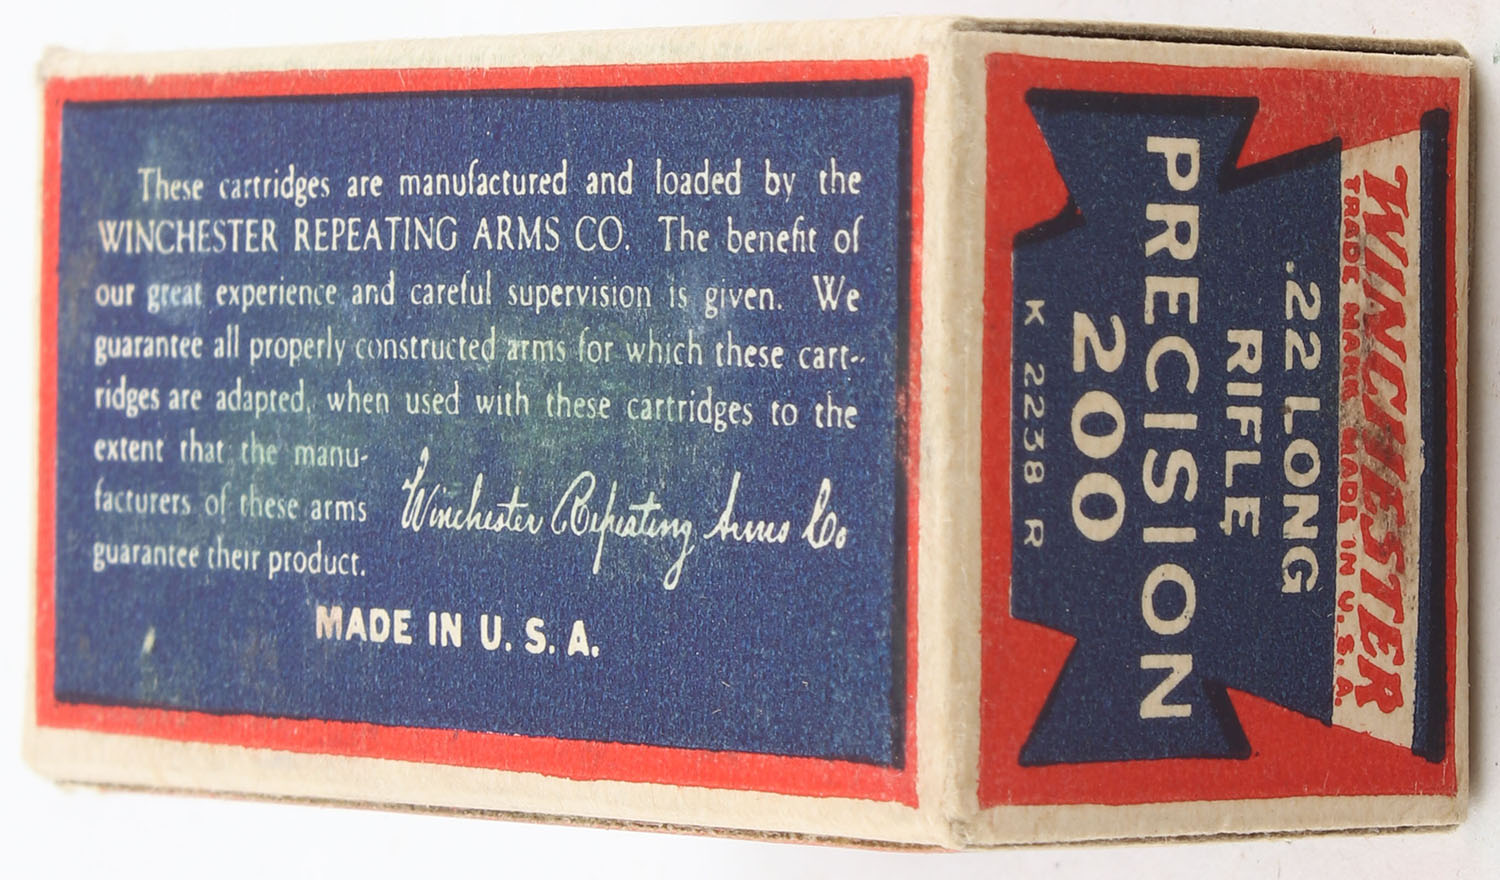 These cartridges are manufactured and loaded by the
WINCHESTER REPEATING ARMS CO. The benefit of
our great experience and careful supervision is given. We
guarantee all properly constructed arms for which these cart-
ridges are adapted, when used with these cartridges to the
extent that the manu-
facturers of these arms
guarantee their product.
Winchester Repeating Arms Co
MADE IN U. S. A.
WINCHESTER
TRADE MARK MADE IN U. S. A.
.22 LONG
RIFLE
PRECISION
200
K 2238 R